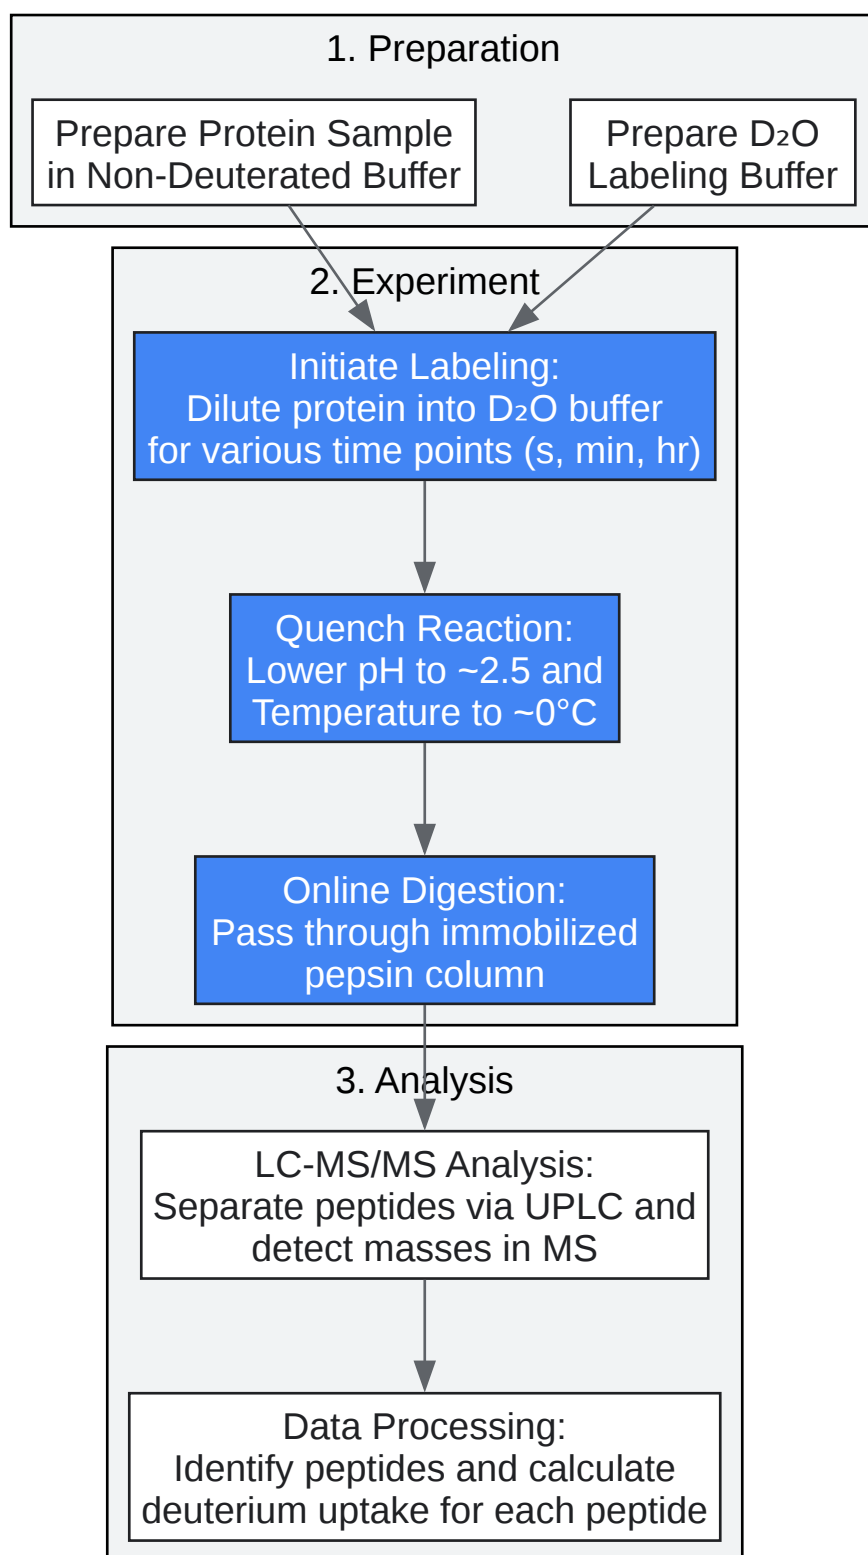 1. Preparation
Prepare Protein Sample
in Non-Deuterated Buffer
Prepare D₂O
Labeling Buffer
2. Experiment
Initiate Labeling:
Dilute protein into D₂O buffer
for various time points (s, min, hr)
Quench Reaction:
Lower pH to ~2.5 and
Temperature to ~0°C
Online Digestion:
Pass through immobilized
pepsin column
3. Analysis
LC-MS/MS Analysis:
Separate peptides via UPLC and
detect masses in MS
Data Processing:
Identify peptides and calculate
deuterium uptake for each peptide